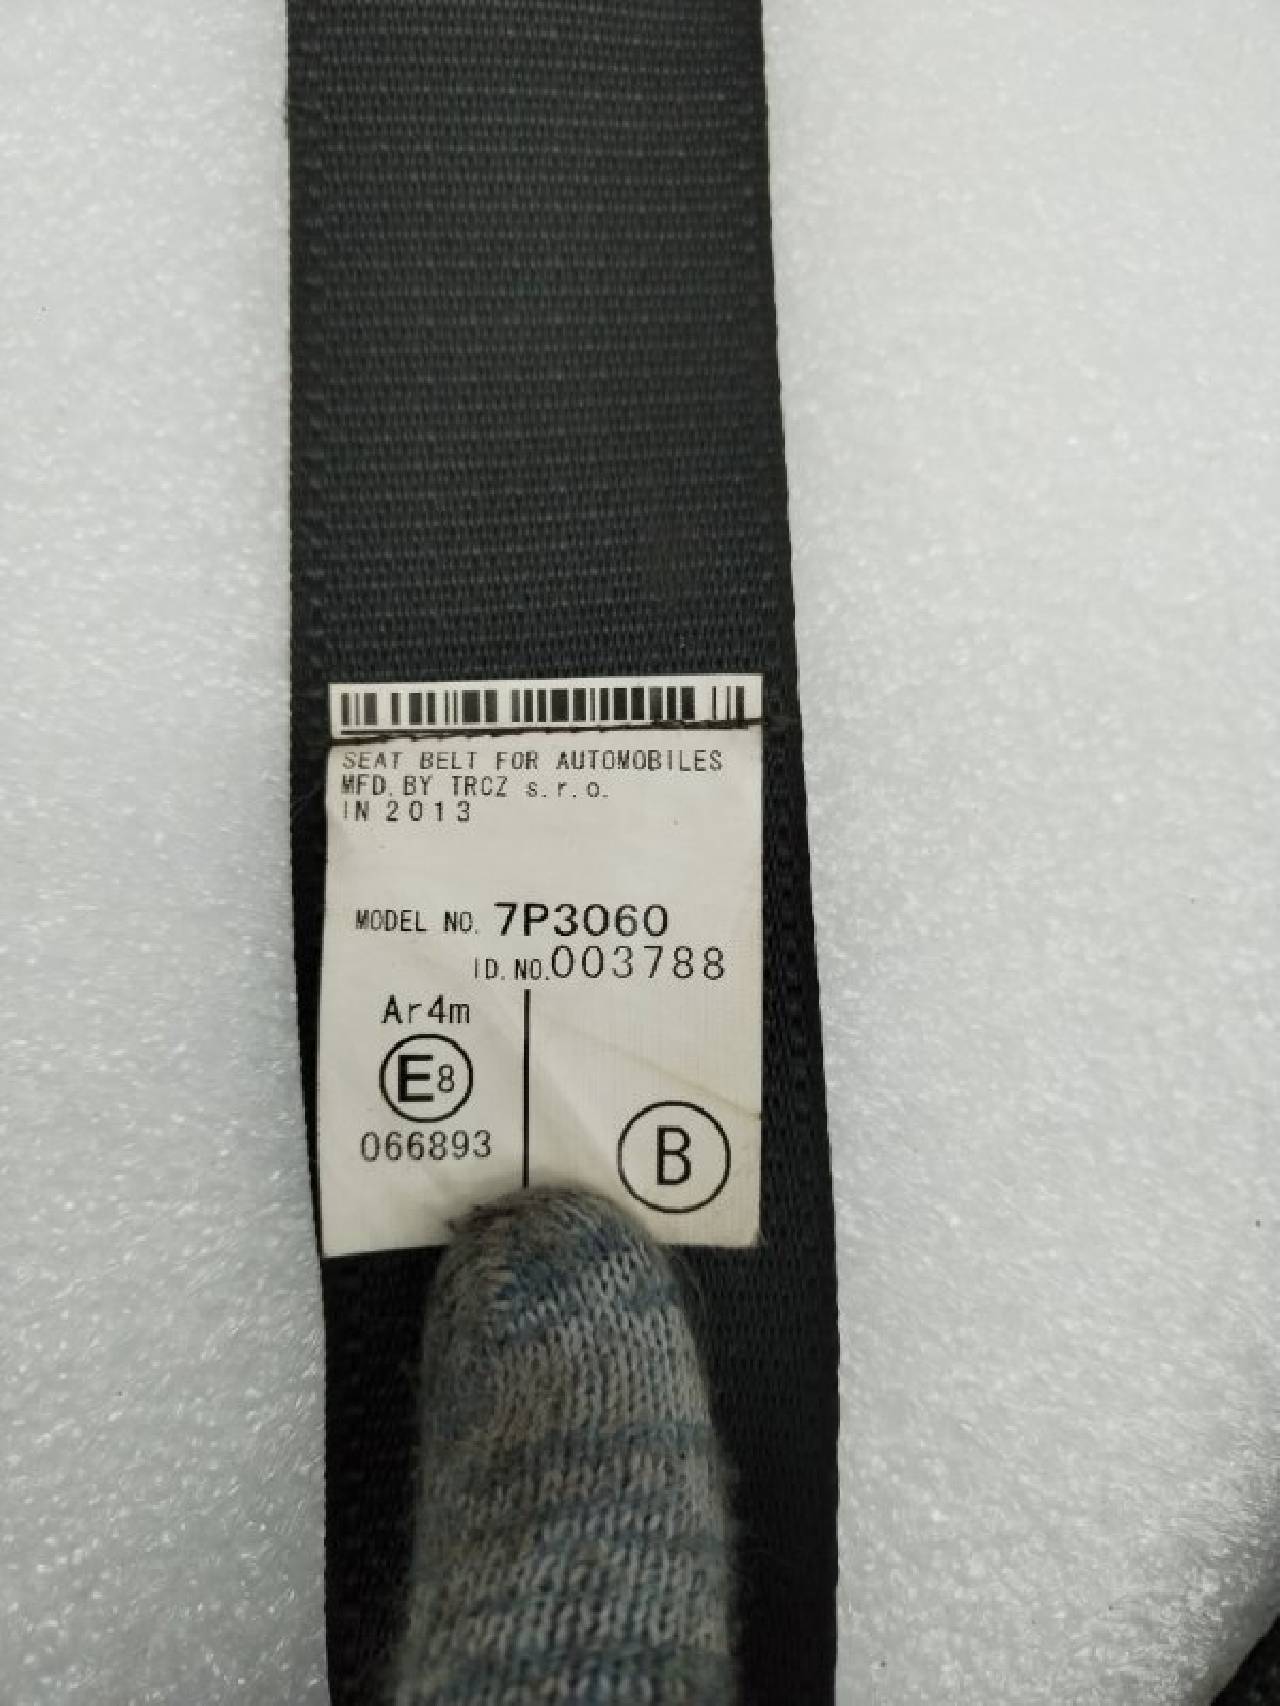 SEAT BELT FOR AUTOMOBILES
MFD. BY TRCZ s.r.o.
IN 2013
MODEL NO. 7P3060
ID. NO. 003788
Ar4m
E8
066893
B